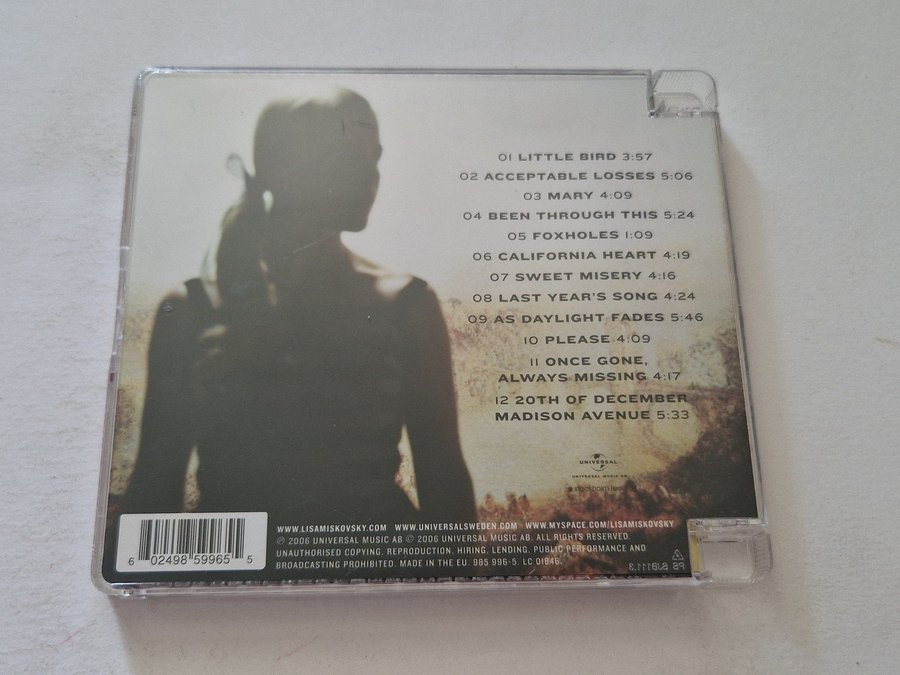 01 LITTLE BIRD 3:57
02 ACCEPTABLE LOSSES 5:06
03 MARY 4:09
04 BEEN THROUGH THIS 5:24
05 FOXHOLES 1:09
06 CALIFORNIA HEART 4:19
07 SWEET MISERY 4:16
08 LAST YEAR'S SONG 4:24
09 AS DAYLIGHT FADES 5:46
10 PLEASE 4:09
11 ONCE GONE,
ALWAYS MISSING 4:17
12 20TH OF DECEMBER
MADISON AVENUE 5:33
UNIVERSAL
UNIVERSAL MUSIC AB
WWW.LISAMISKOVSKY.COM WWW.UNIVERSALSWEDEN.COM WWW.MYSPACE.COM/LISAMISKOVSKY
℗ 2006 UNIVERSAL MUSIC AB © 2006 UNIVERSAL MUSIC AB. ALL RIGHTS RESERVED.
UNAUTHORISED COPYING. REPRODUCTION. HIRING. LENDING. PUBLIC PERFORMANCE AND
BROADCASTING PROHIBITED. MADE IN THE EU. 985 996-5. LC 01846.
6 02498 59965 5